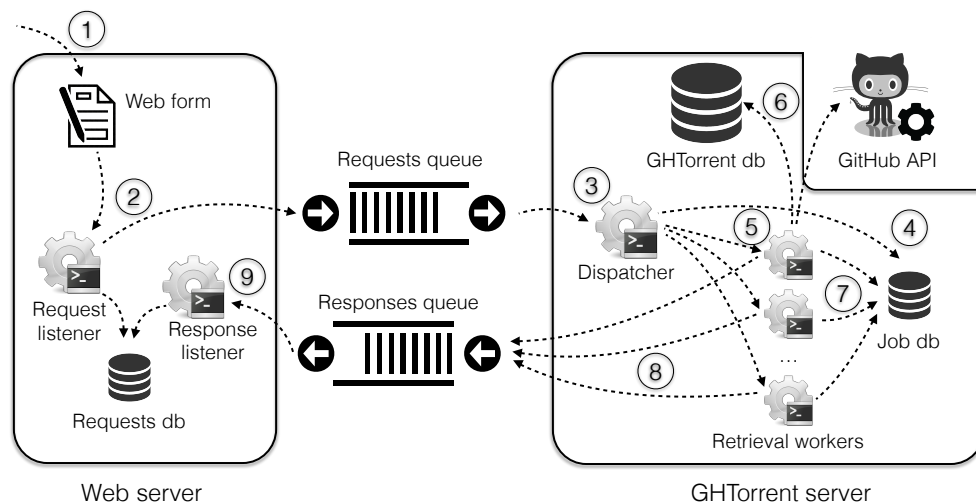 1
Web form
2
Request
listener
9
Response
listener
Requests db
Web server
Requests queue
Responses queue
3
Dispatcher
GHTorrent db
6
GitHub API
5
4
7
Job db
8
...
Retrieval workers
GHTorrent server
>_
>_
>_
>_
>_
>_